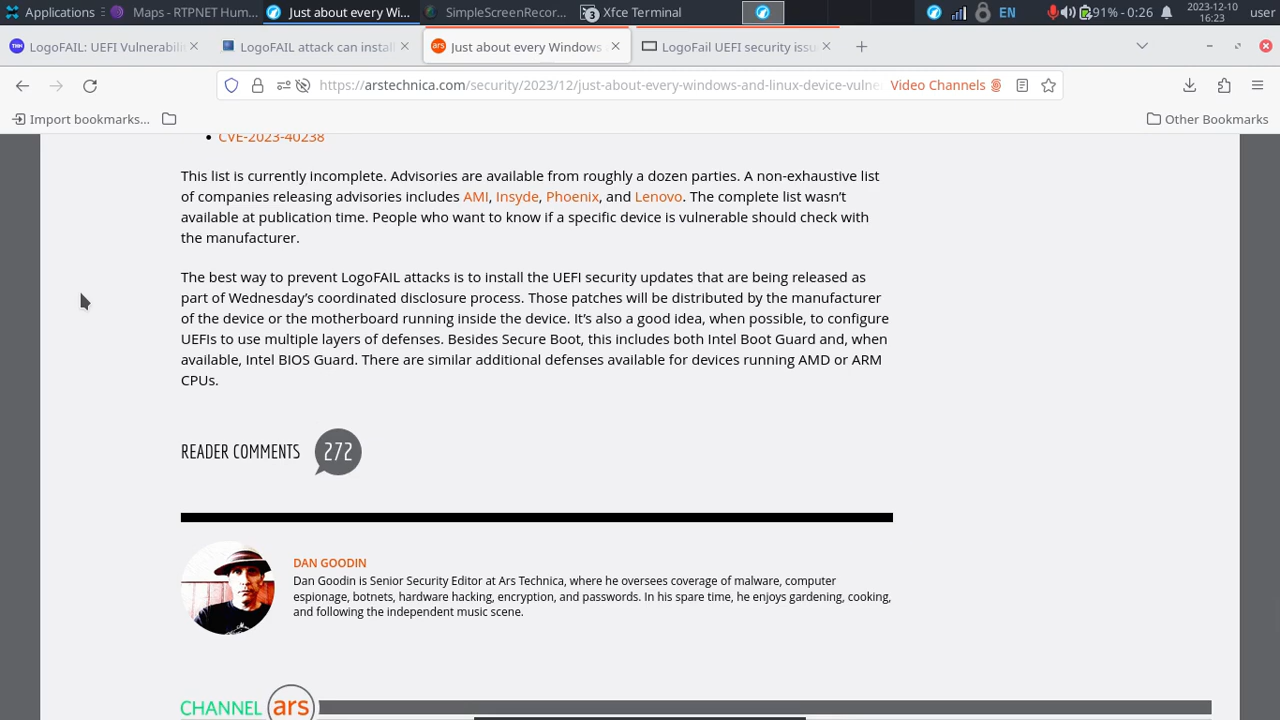 Applications
Maps - RTPNET Hum...
Just about every Wi...
SimpleScreenRecor...
3
Xfce Terminal
EN
91% - 0:26
2023-12-10
16:23
user
LogoFAIL: UEFI Vulnerabili
LogoFAIL attack can instal
Just about every Windows
LogoFail UEFI security issu
https://arstechnica.com/security/2023/12/just-about-every-windows-and-linux-device-vulne
Video Channels
Import bookmarks...
Other Bookmarks
CVE-2023-40238
This list is currently incomplete. Advisories are available from roughly a dozen parties. A non-exhaustive list
of companies releasing advisories includes AMI, Insyde, Phoenix, and Lenovo. The complete list wasn't
available at publication time. People who want to know if a specific device is vulnerable should check with
the manufacturer.
The best way to prevent LogoFAIL attacks is to install the UEFI security updates that are being released as
part of Wednesday's coordinated disclosure process. Those patches will be distributed by the manufacturer
of the device or the motherboard running inside the device. It's also a good idea, when possible, to configure
UEFIs to use multiple layers of defenses. Besides Secure Boot, this includes both Intel Boot Guard and, when
available, Intel BIOS Guard. There are similar additional defenses available for devices running AMD or ARM
CPUs.
READER COMMENTS 272
DAN GOODIN
Dan Goodin is Senior Security Editor at Ars Technica, where he oversees coverage of malware, computer
espionage, botnets, hardware hacking, encryption, and passwords. In his spare time, he enjoys gardening, cooking,
and following the independent music scene.
CHANNEL ars